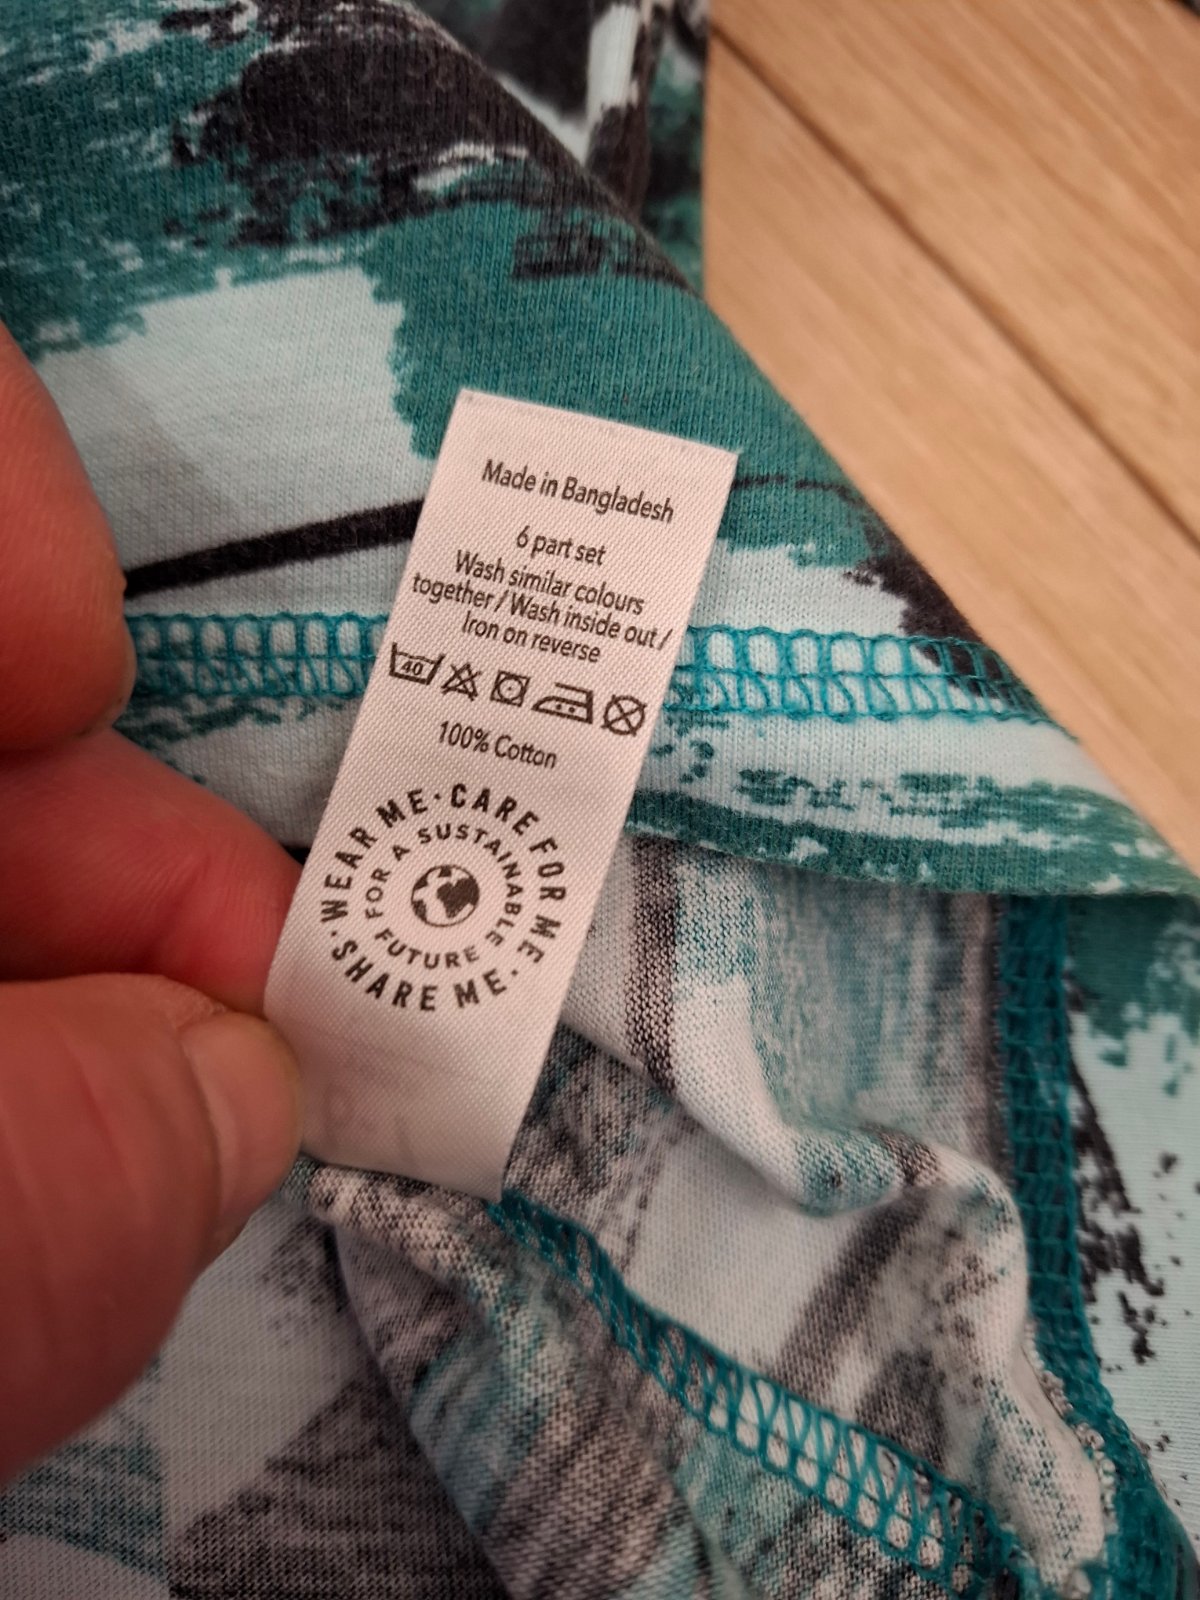 Made in Bangladesh
6 part set
Wash similar colours
together / Wash inside out /
Iron on reverse
40
100% Cotton
WEAR ME · CARE FOR ME · SHARE ME ·
FOR A SUSTAINABLE FUTURE